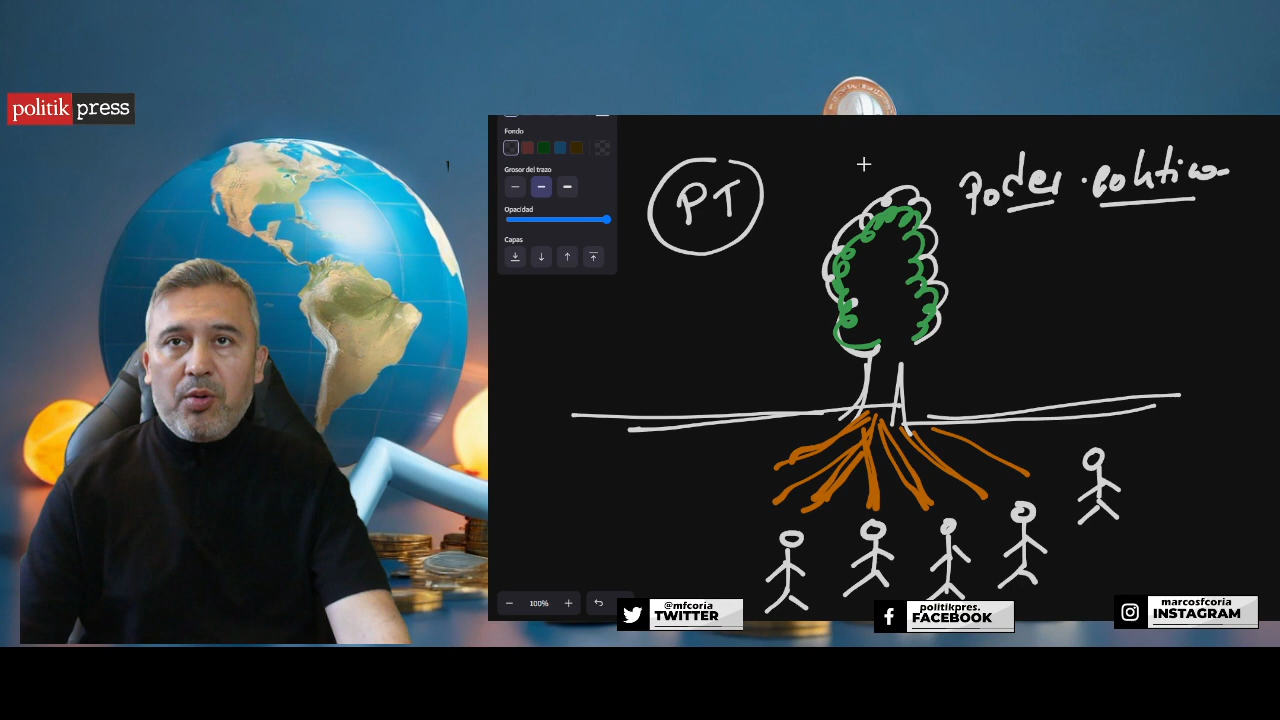 politik press
Fondo
Grosor del trazo
Opacidad
Capas
PT
Poder político
100%
@mfcoria
TWITTER
politikpres.
FACEBOOK
marcosfcoria
INSTAGRAM